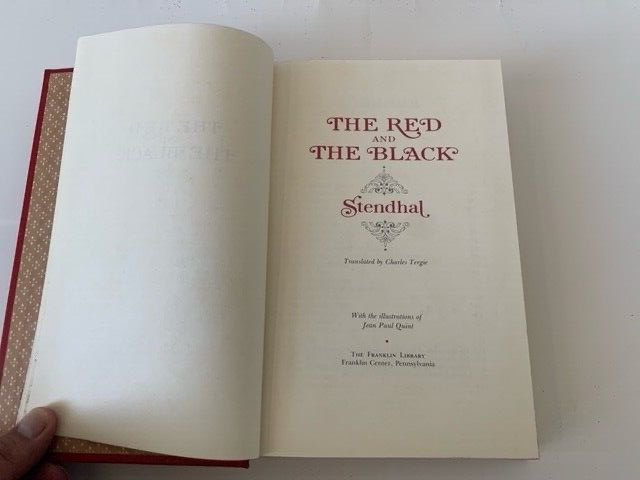 THE RED
AND
THE BLACK
Stendhal
Translated by Charles Tergie
With the illustrations of
Jean Paul Quint
THE FRANKLIN LIBRARY
Franklin Center, Pennsylvania